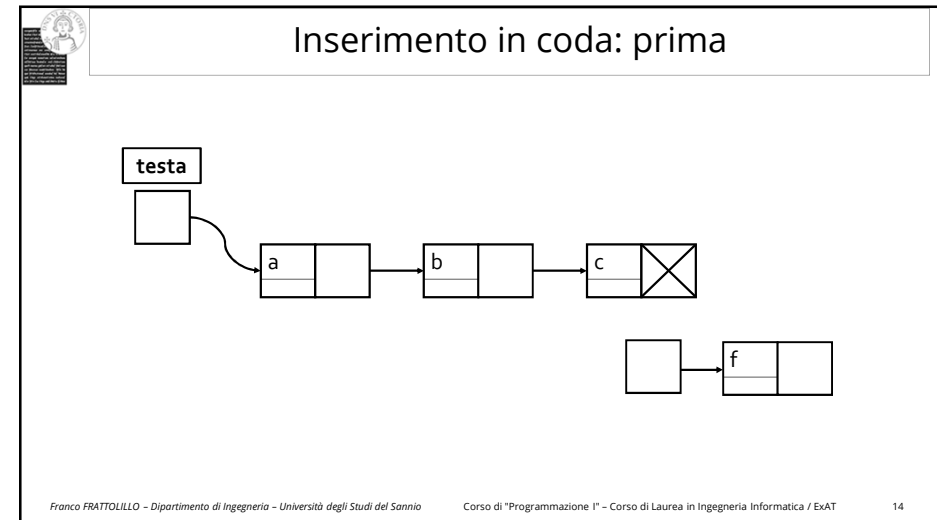 Inserimento in coda: prima
testa
a
b
c
f
Franco FRATTOLILLO – Dipartimento di Ingegneria – Università degli Studi del Sannio
Corso di "Programmazione I" – Corso di Laurea in Ingegneria Informatica / ExAT
14